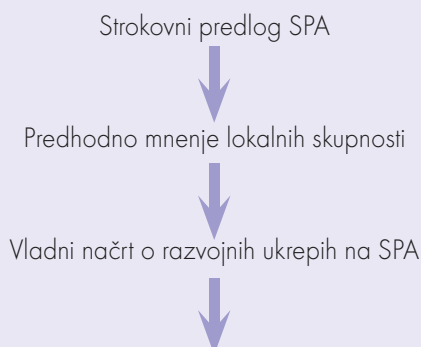 Strokovni predlog SPA
Predhodno mnenje lokalnih skupnosti
Vladni načrt o razvojnih ukrepih na SPA